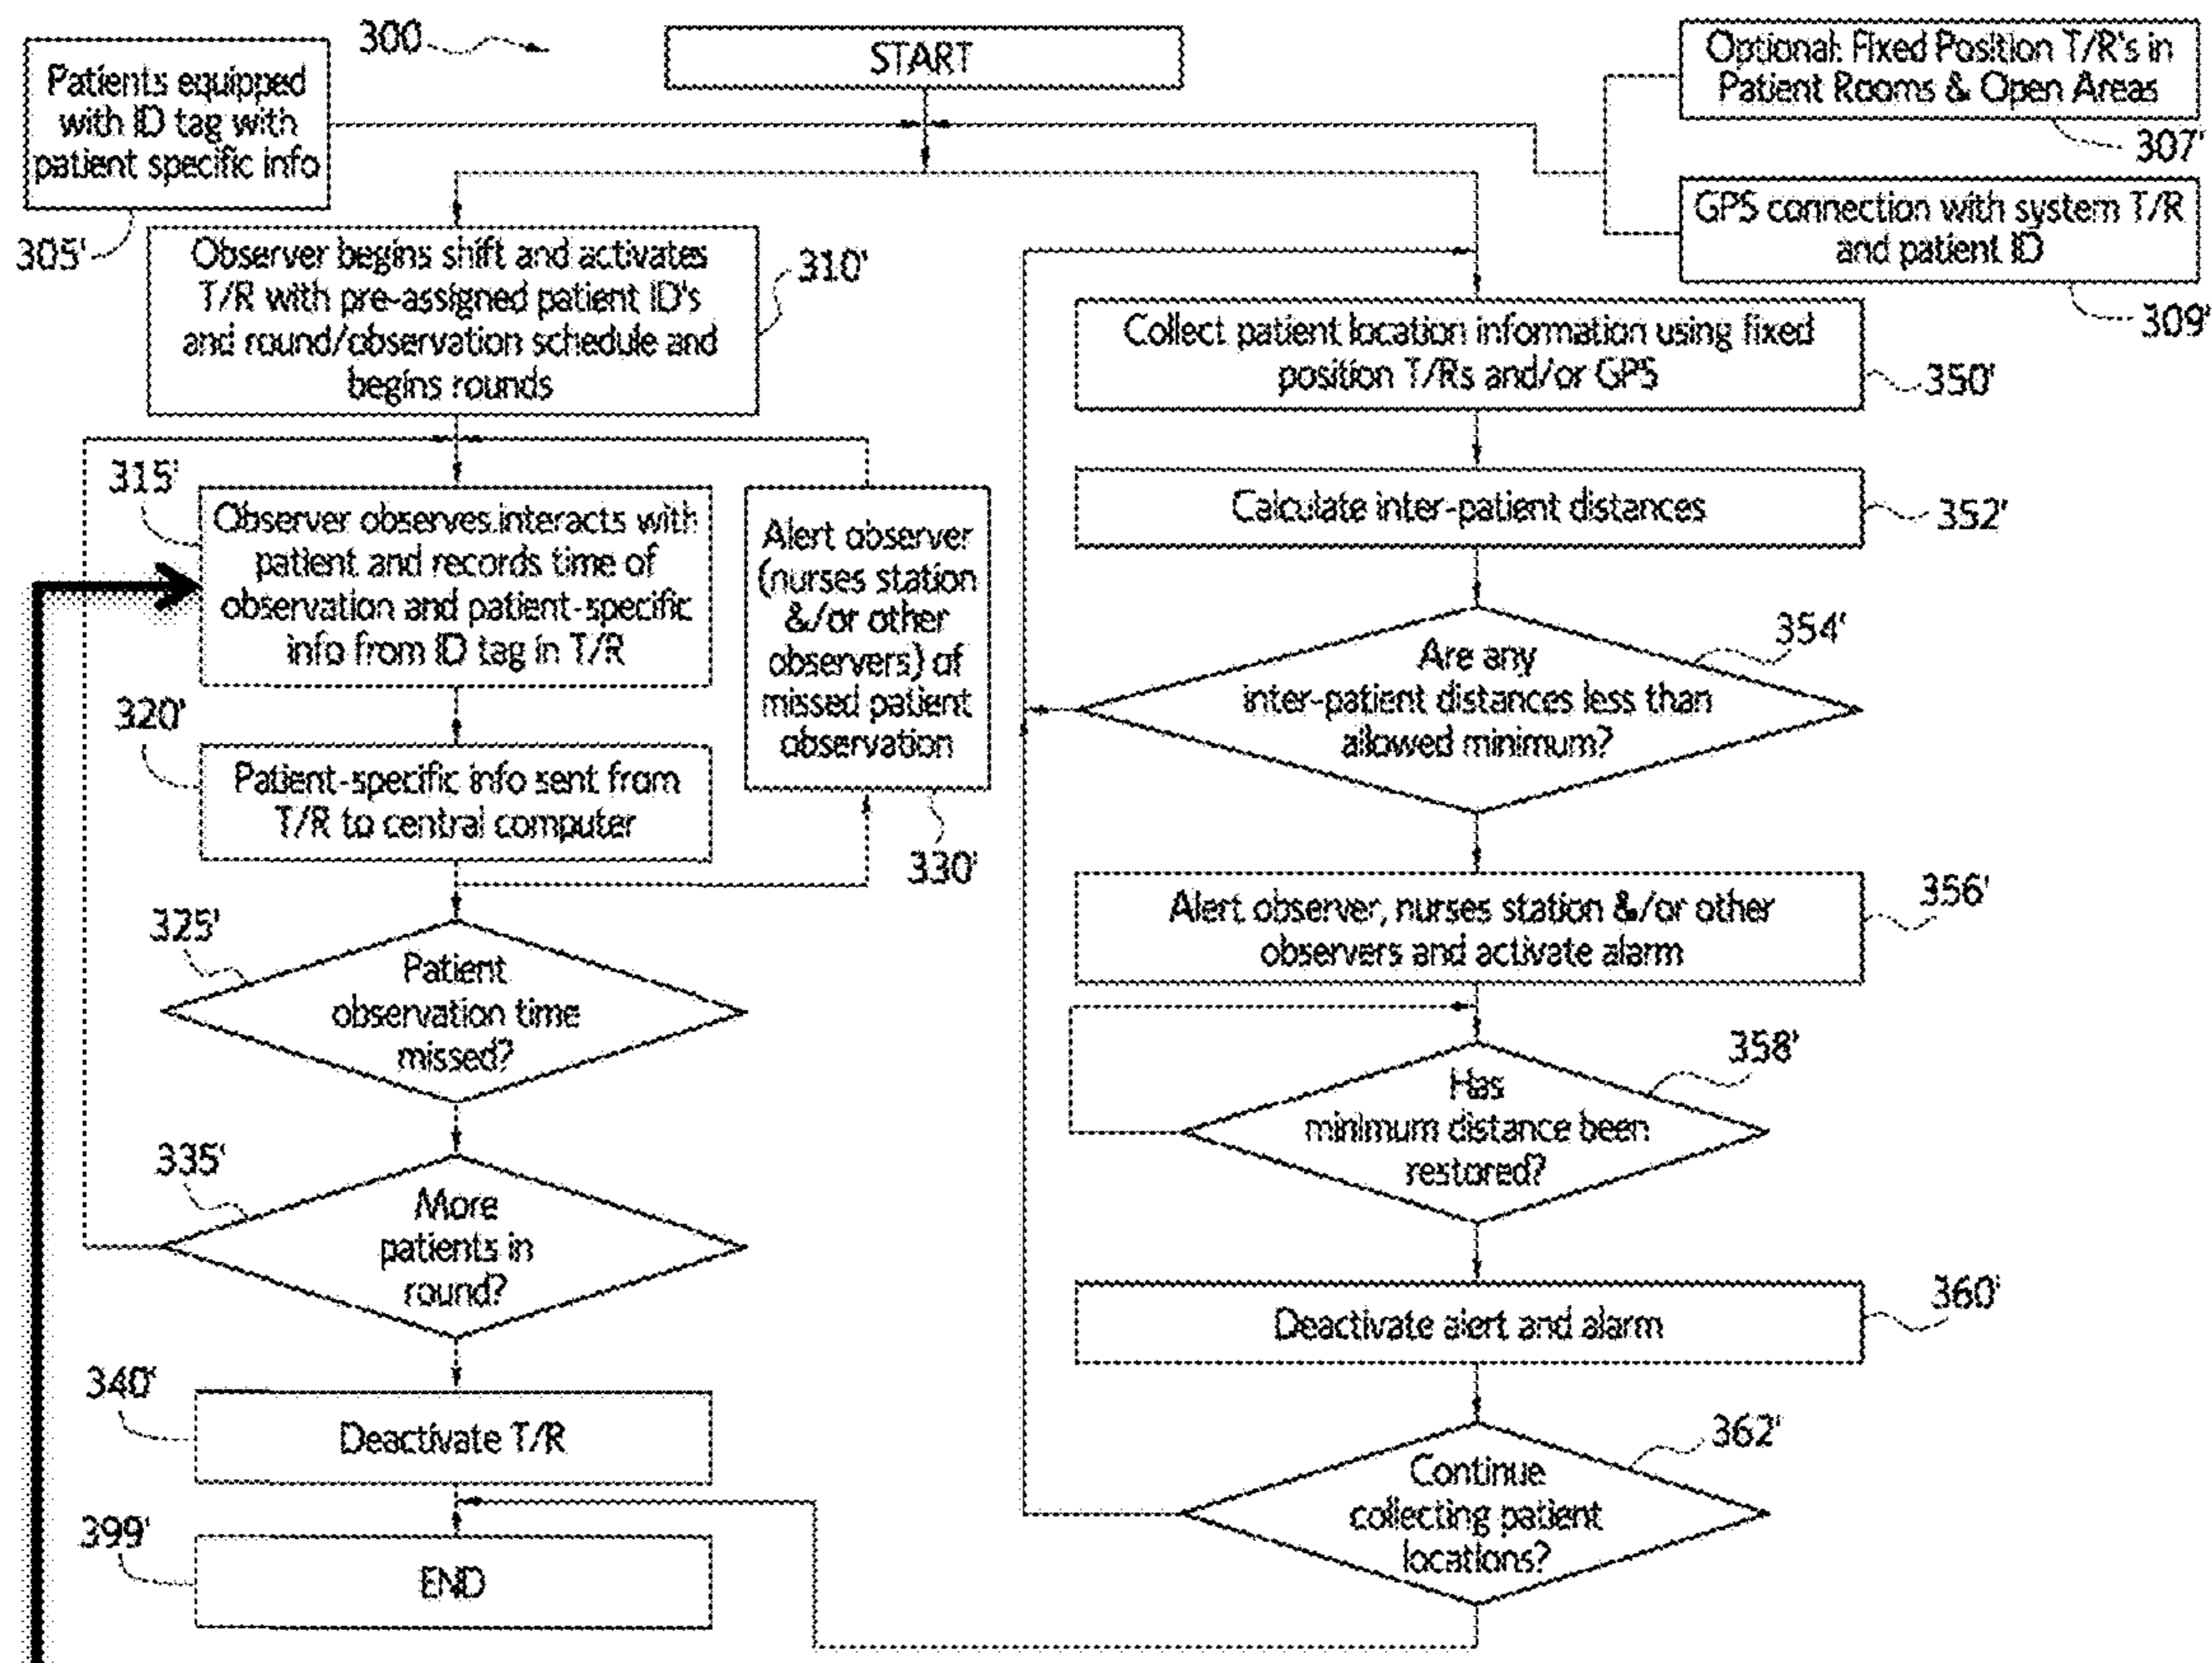 300
START
Patients equipped
with ID tag with
patient specific info
305'
Optional: Fixed Position T/R's in
Patient Rooms & Open Areas
307'
GPS connection with system T/R
and patient ID
309'
Observer begins shift and activates
T/R with pre-assigned patient ID's
and round/observation schedule and
begins rounds
310'
315'
Observer observes.interacts with
patient and records time of
observation and patient-specific
info from ID tag in T/R
320'
Patient-specific info sent from
T/R to central computer
Alert observer
(nurses station
&/or other
observers) of
missed patient
observation
330'
325'
Patient
observation time
missed?
335'
More
patients in
round?
340'
Deactivate T/R
399'
END
Collect patient location information using fixed
position T/Rs and/or GPS
350'
Calculate inter-patient distances
352'
354'
Are any
inter-patient distances less than
allowed minimum?
356'
Alert observer, nurses station &/or other
observers and activate alarm
358'
Has
minimum distance been
restored?
360'
Deactivate alert and alarm
362'
Continue
collecting patient
locations?